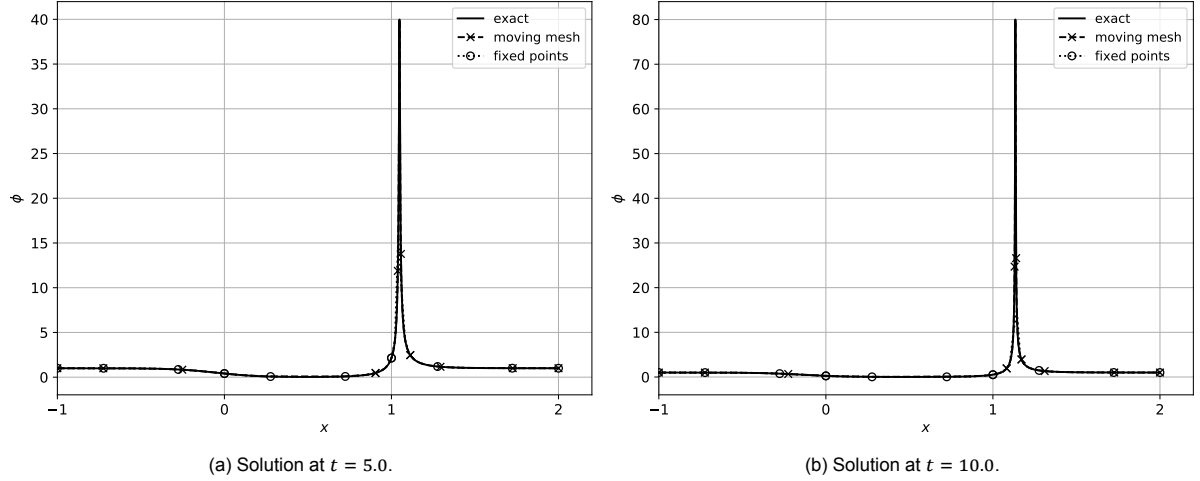 40
35
30
25
20
15
10
5
0
ϕ
−1
0
1
2
x
exact
moving mesh
fixed points
(a) Solution at t = 5.0.
80
70
60
50
40
30
20
10
0
ϕ
−1
0
1
2
x
exact
moving mesh
fixed points
(b) Solution at t = 10.0.